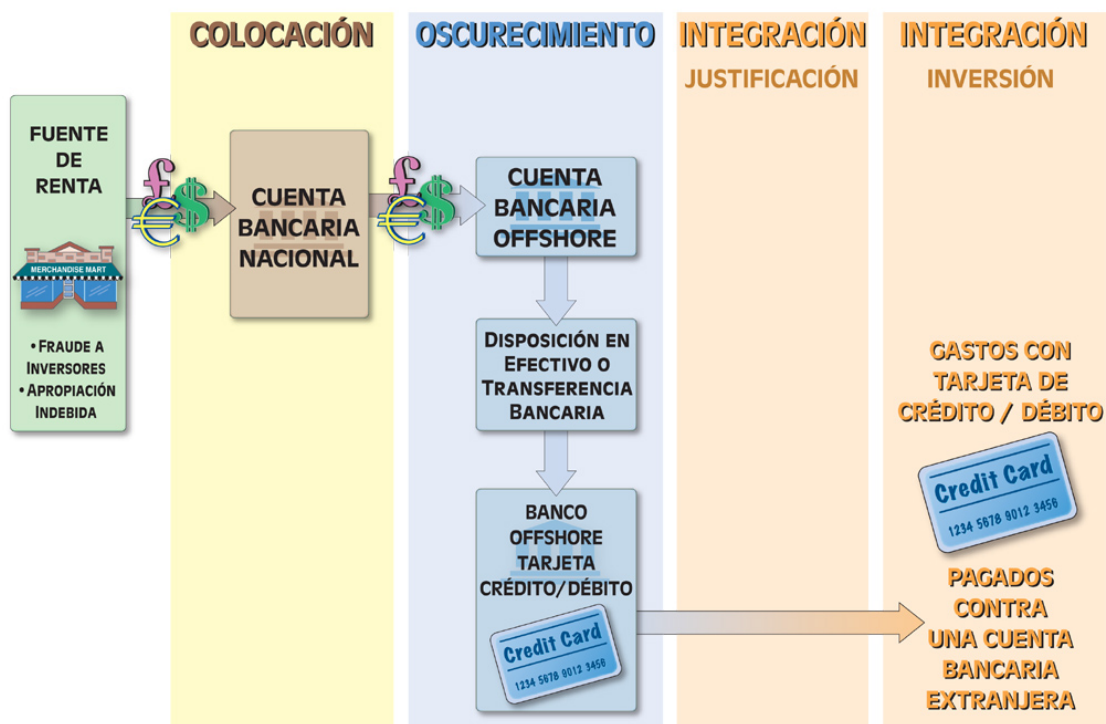 COLOCACIÓN
OSCURECIMIENTO
INTEGRACIÓN
JUSTIFICACIÓN
INTEGRACIÓN
INVERSIÓN
FUENTE
DE
RENTA
MERCHANDISE MART
• FRAUDE A
INVERSORES
• APROPIACIÓN
INDEBIDA
£
$
€
CUENTA
BANCARIA
NACIONAL
£
$
€
CUENTA
BANCARIA
OFFSHORE
DISPOSICIÓN EN
EFECTIVO O
TRANSFERENCIA
BANCARIA
BANCO
OFFSHORE
TARJETA
CRÉDITO/DÉBITO
Credit Card
1234 5678 9012 3456
GASTOS CON
TARJETA DE
CRÉDITO / DÉBITO
Credit Card
1234 5678 9012 3456
PAGADOS
CONTRA
UNA CUENTA
BANCARIA
EXTRANJERA